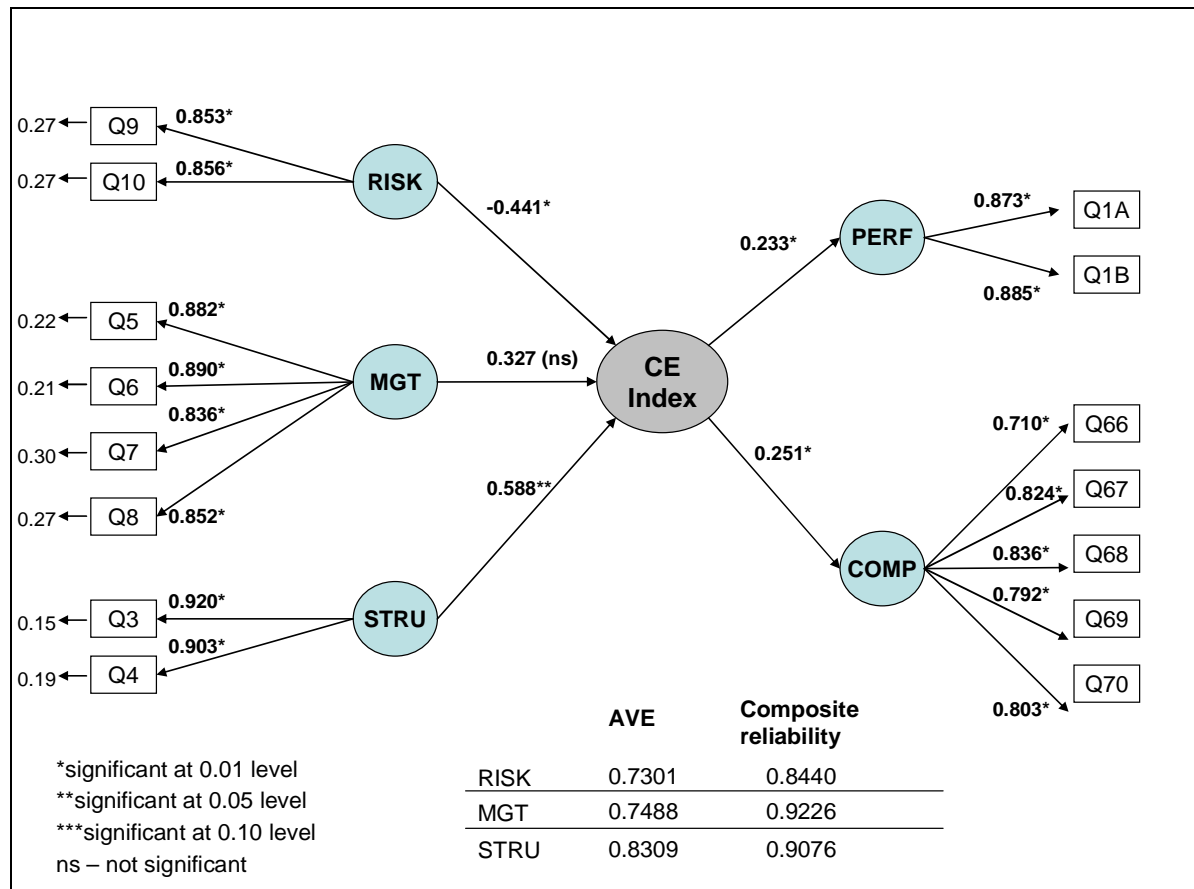 0.27
Q9
0.853*
0.27
Q10
0.856*
RISK
-0.441*
0.22
Q5
0.882*
0.21
Q6
0.890*
0.836*
0.30
Q7
0.27
Q8
0.852*
MGT
0.327 (ns)
0.15
Q3
0.920*
0.19
Q4
0.903*
STRU
0.588**
CE
Index
0.233*
PERF
0.873*
Q1A
0.885*
Q1B
0.251*
COMP
0.710*
Q66
0.824*
Q67
0.836*
Q68
0.792*
Q69
0.803*
Q70
AVE Composite
reliability
RISK 0.7301 0.8440
MGT 0.7488 0.9226
STRU 0.8309 0.9076
*significant at 0.01 level
**significant at 0.05 level
***significant at 0.10 level
ns – not significant